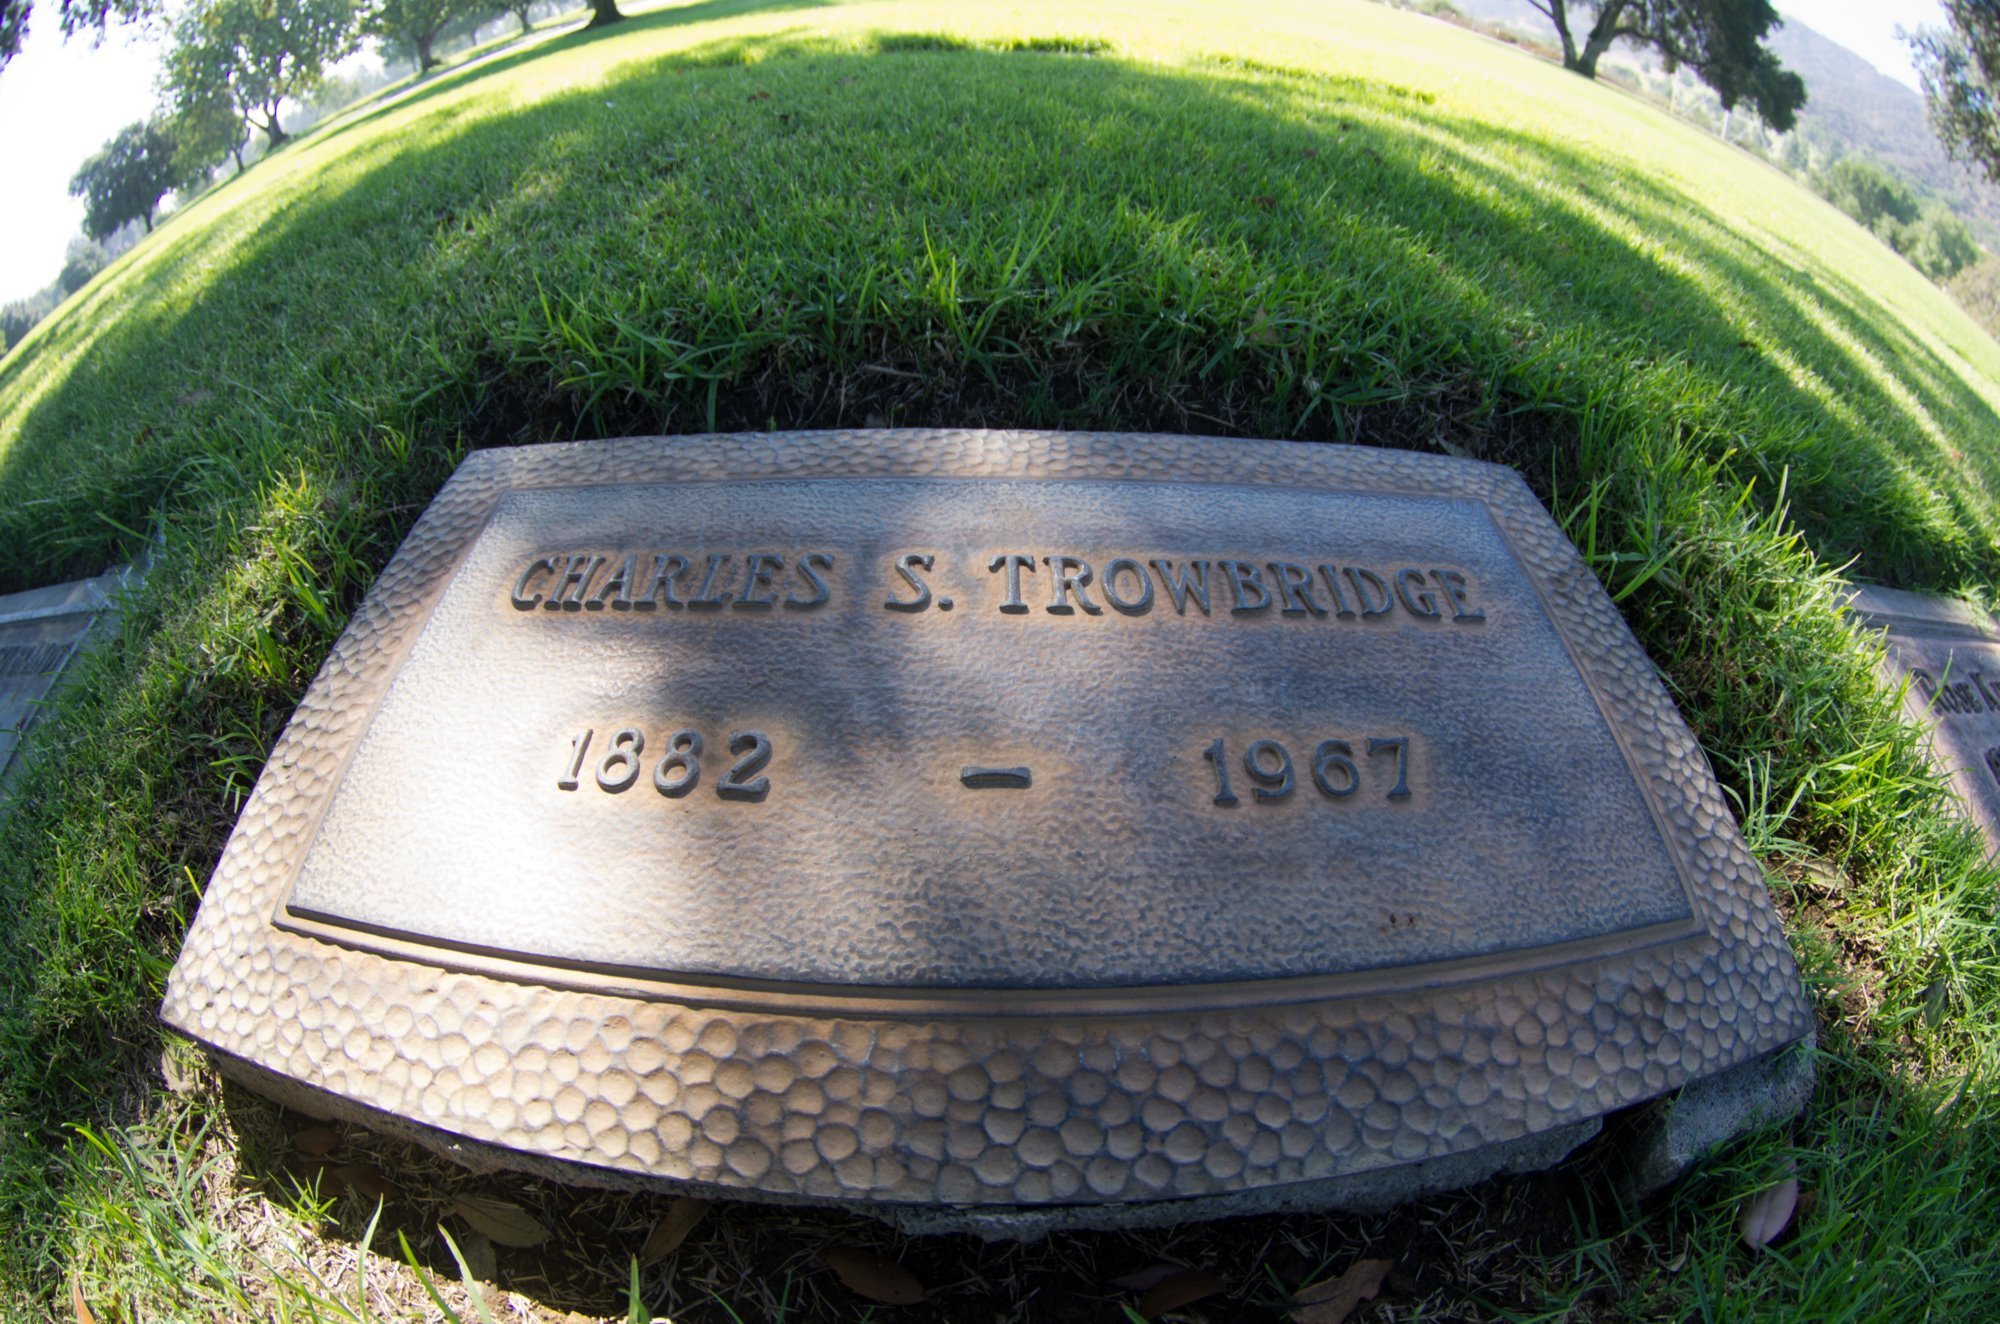 CHARLES S. TROWBRIDGE
1882 – 1967